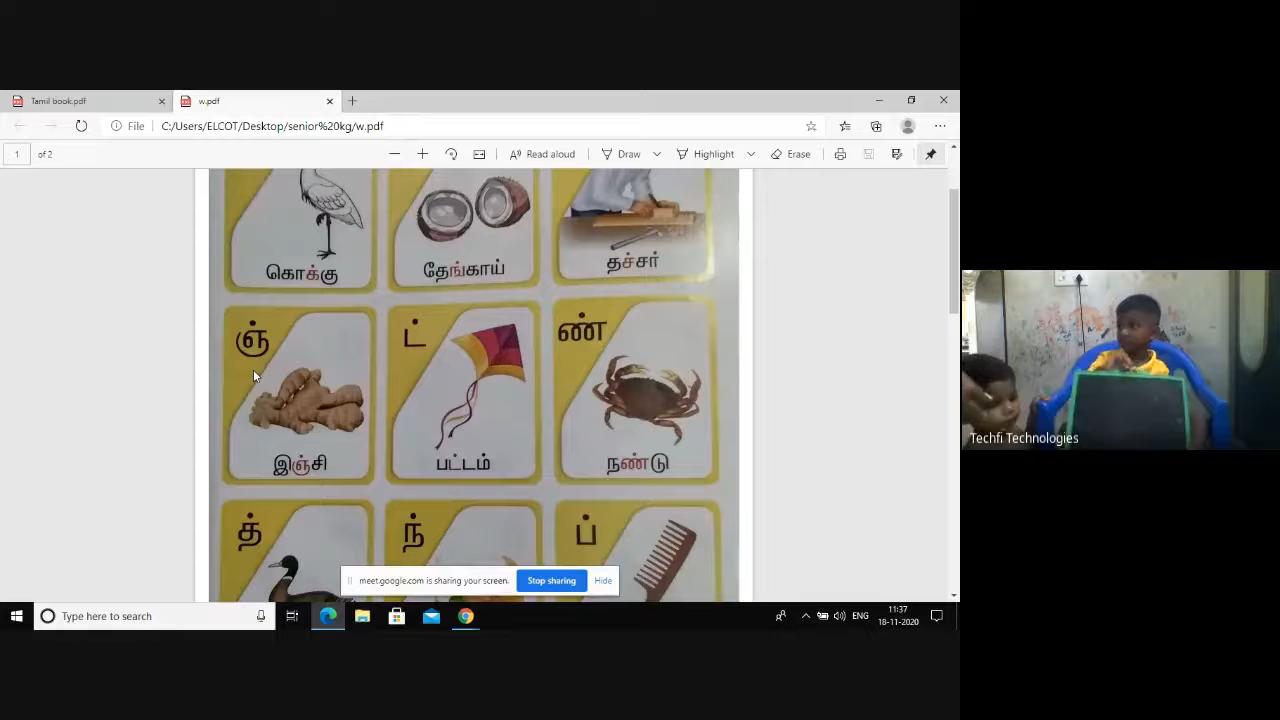 Tamil book.pdf
w.pdf
File
C:/Users/ELCOT/Desktop/senior%20kg/w.pdf
1 of 2
Read aloud
Draw
Highlight
Erase
கொக்கு
தேங்காய்
தச்சர்
ஞ்
ட்
ண்
இஞ்சி
பட்டம்
நண்டு
த்
ந்
ப்
Techfi Technologies
meet.google.com is sharing your screen.
Stop sharing
Hide
Type here to search
ENG
11:37
18-11-2020